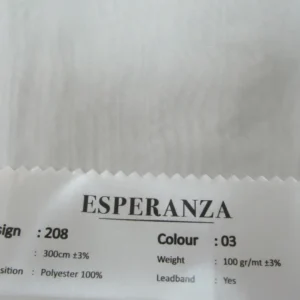 ESPERANZA
sign : 208
Colour : 03
: 300cm ±3%
Weight : 100 gr/mt ±3%
sition : Polyester 100%
Leadband : Yes